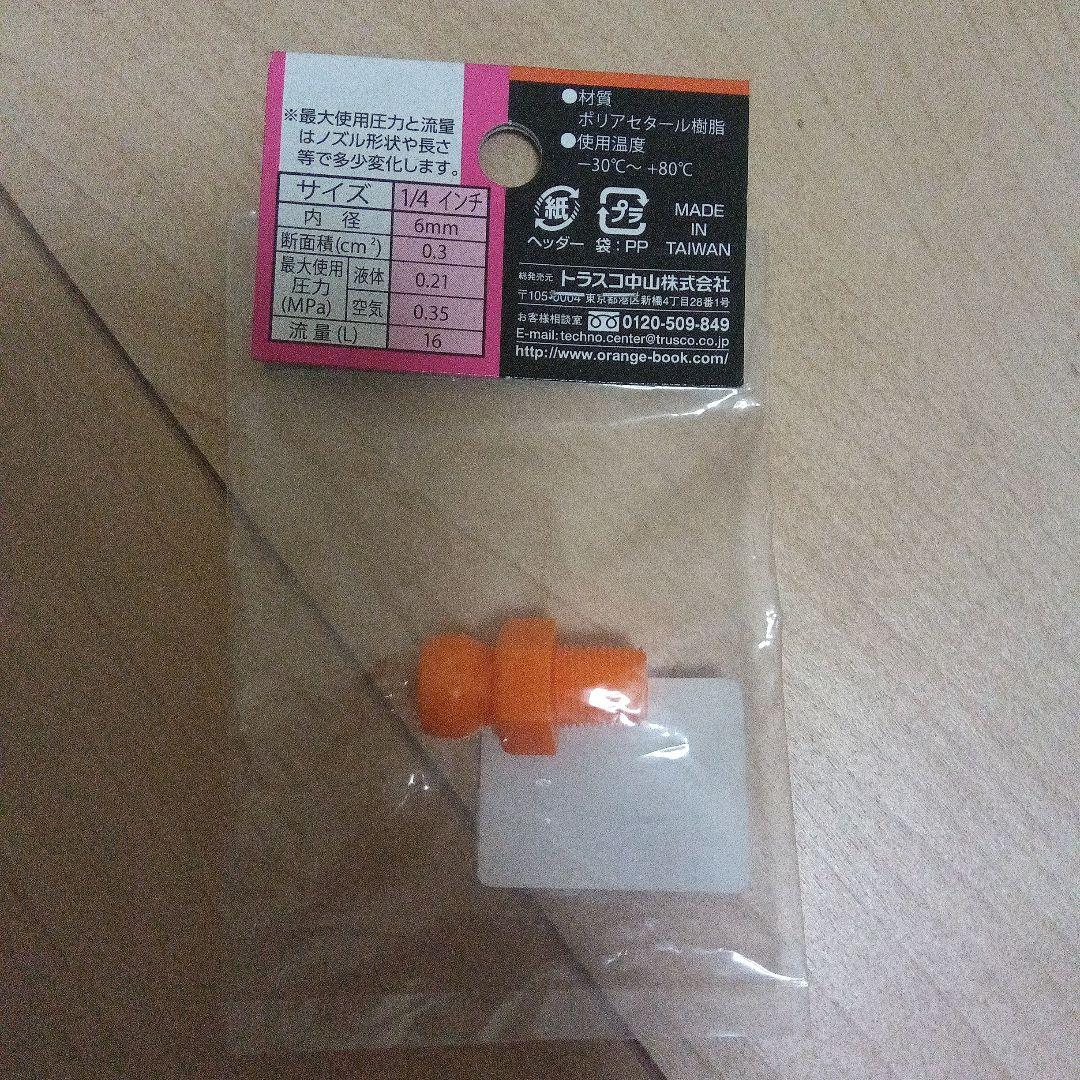 ※最大使用圧力と流量
はノズル形状や長さ
等で多少変化します。
サイズ 1/4 インチ
内 径 6mm
断面積(cm²) 0.3
最大使用圧力(MPa) 液体 0.21
空気 0.35
流量(L) 16
●材質
ポリアセタール樹脂
●使用温度
－30℃～ +80℃
紙 プラ
ヘッダー 袋：PP
MADE
IN
TAIWAN
総発売元 トラスコ中山株式会社
〒105-0004 東京都港区新橋4丁目28番1号
お客様相談室 0120-509-849
E-mail:techno.center@trusco.co.jp
http://www.orange-book.com/